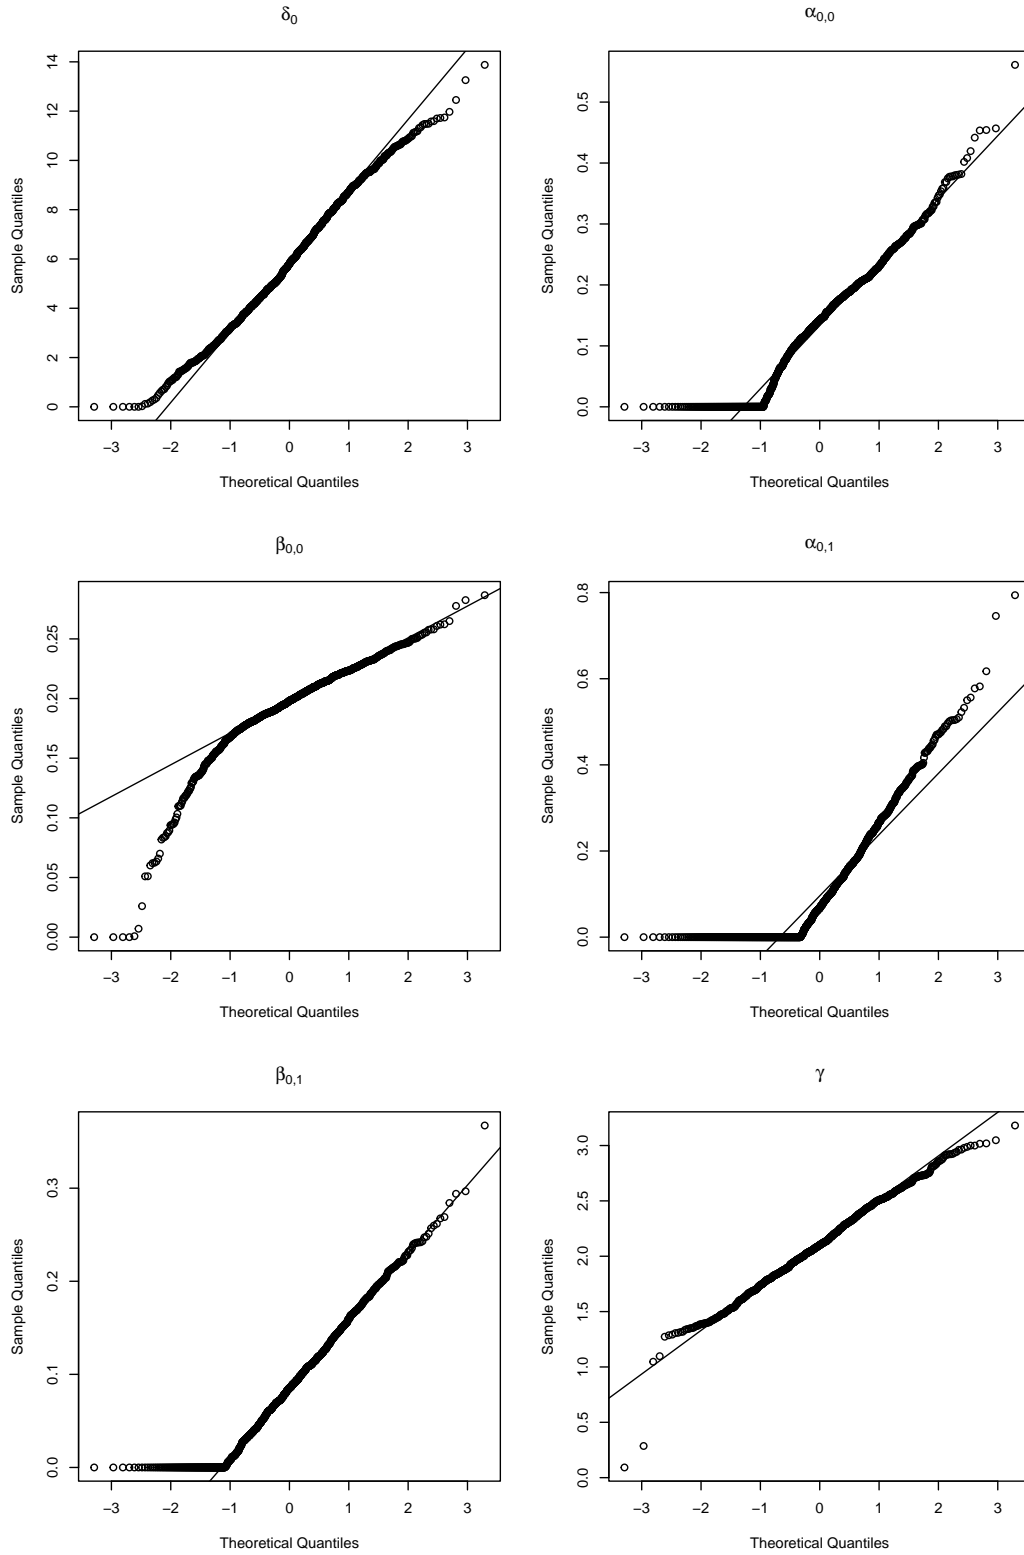 δ0
α0,0
Sample Quantiles
0 2 4 6 8 10 12 14
−3 −2 −1 0 1 2 3
Theoretical Quantiles
Sample Quantiles
0.0 0.1 0.2 0.3 0.4 0.5
−3 −2 −1 0 1 2 3
Theoretical Quantiles
β0,0
α0,1
Sample Quantiles
0.00 0.05 0.10 0.15 0.20 0.25
−3 −2 −1 0 1 2 3
Theoretical Quantiles
Sample Quantiles
0.0 0.2 0.4 0.6 0.8
−3 −2 −1 0 1 2 3
Theoretical Quantiles
β0,1
γ
Sample Quantiles
0.0 0.1 0.2 0.3
−3 −2 −1 0 1 2 3
Theoretical Quantiles
Sample Quantiles
0.0 0.5 1.0 1.5 2.0 2.5 3.0
−3 −2 −1 0 1 2 3
Theoretical Quantiles